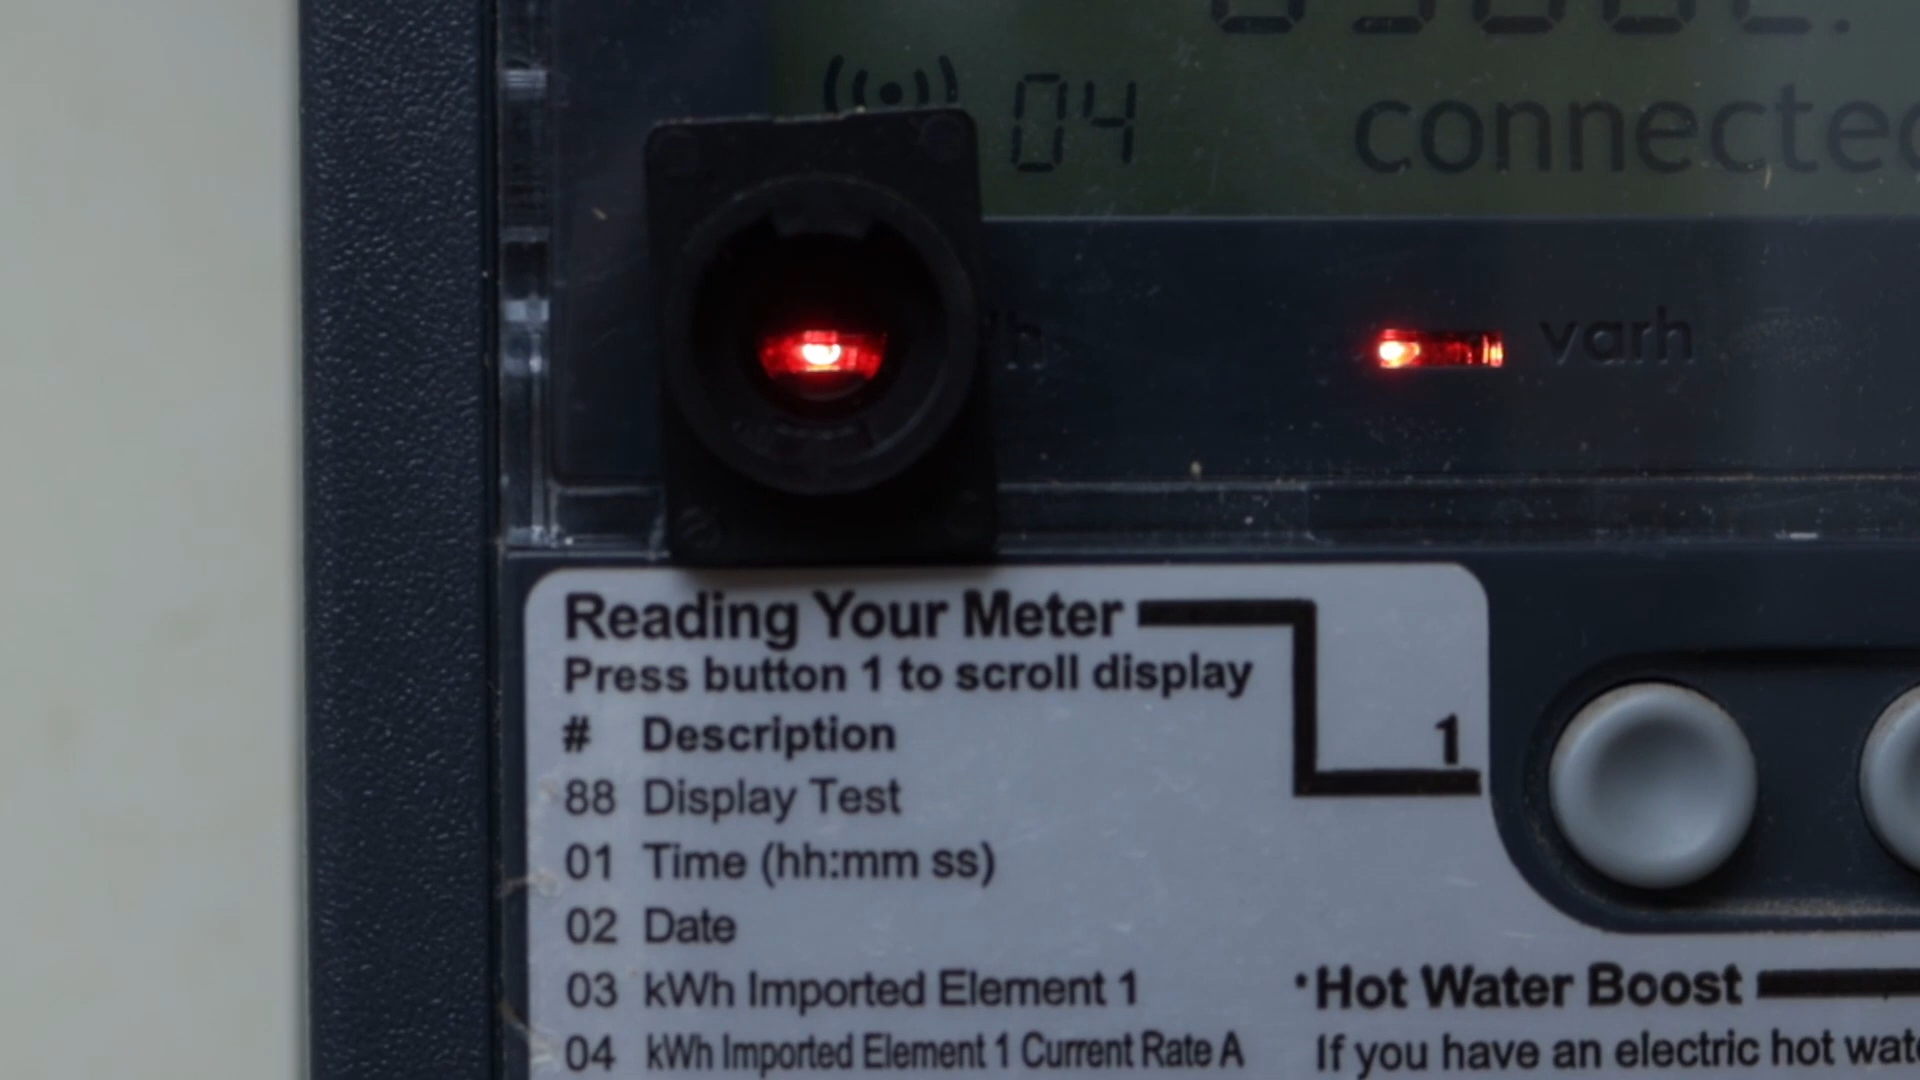 04 connected
varh
Reading Your Meter
Press button 1 to scroll display
# Description
1
88 Display Test
01 Time (hh:mm ss)
02 Date
03 kWh Imported Element 1
04 kWh Imported Element 1 Current Rate A
·Hot Water Boost
If you have an electric hot